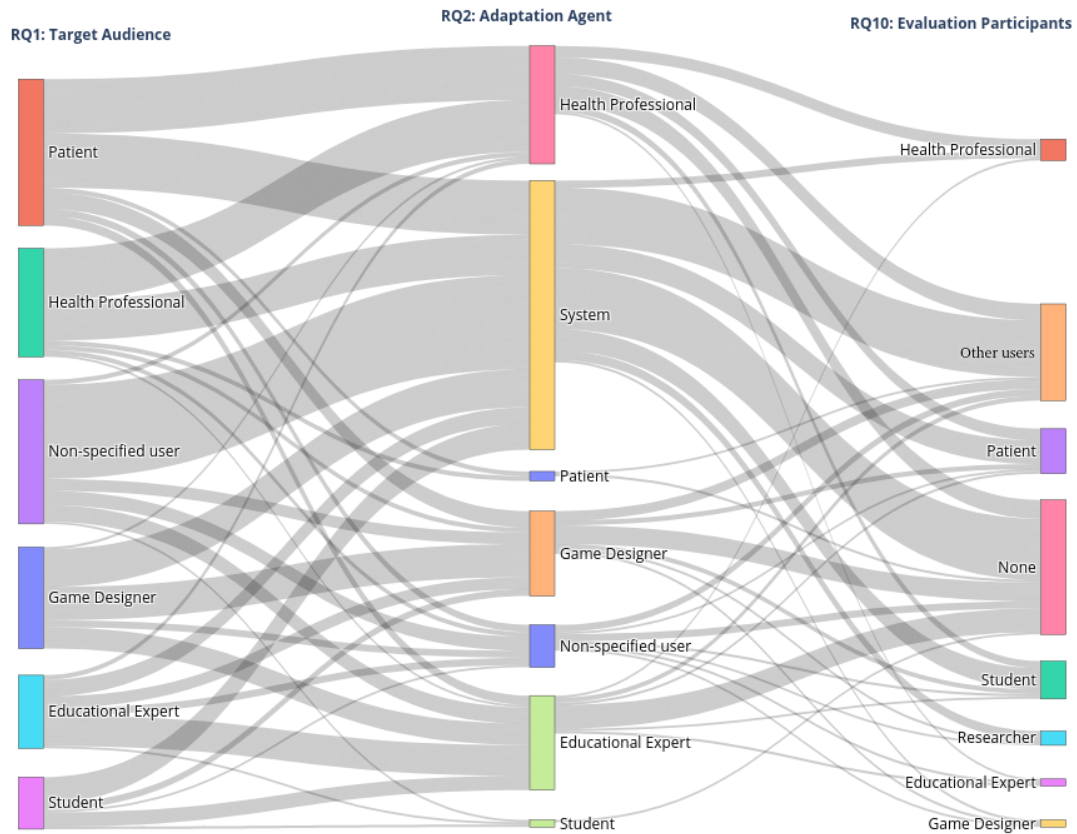 RQ1: Target Audience
RQ2: Adaptation Agent
RQ10: Evaluation Participants
Patient
Health Professional
Non-specified user
Game Designer
Educational Expert
Student
Health Professional
System
Patient
Game Designer
Non-specified user
Educational Expert
Student
Health Professional
Other users
Patient
None
Student
Researcher
Educational Expert
Game Designer